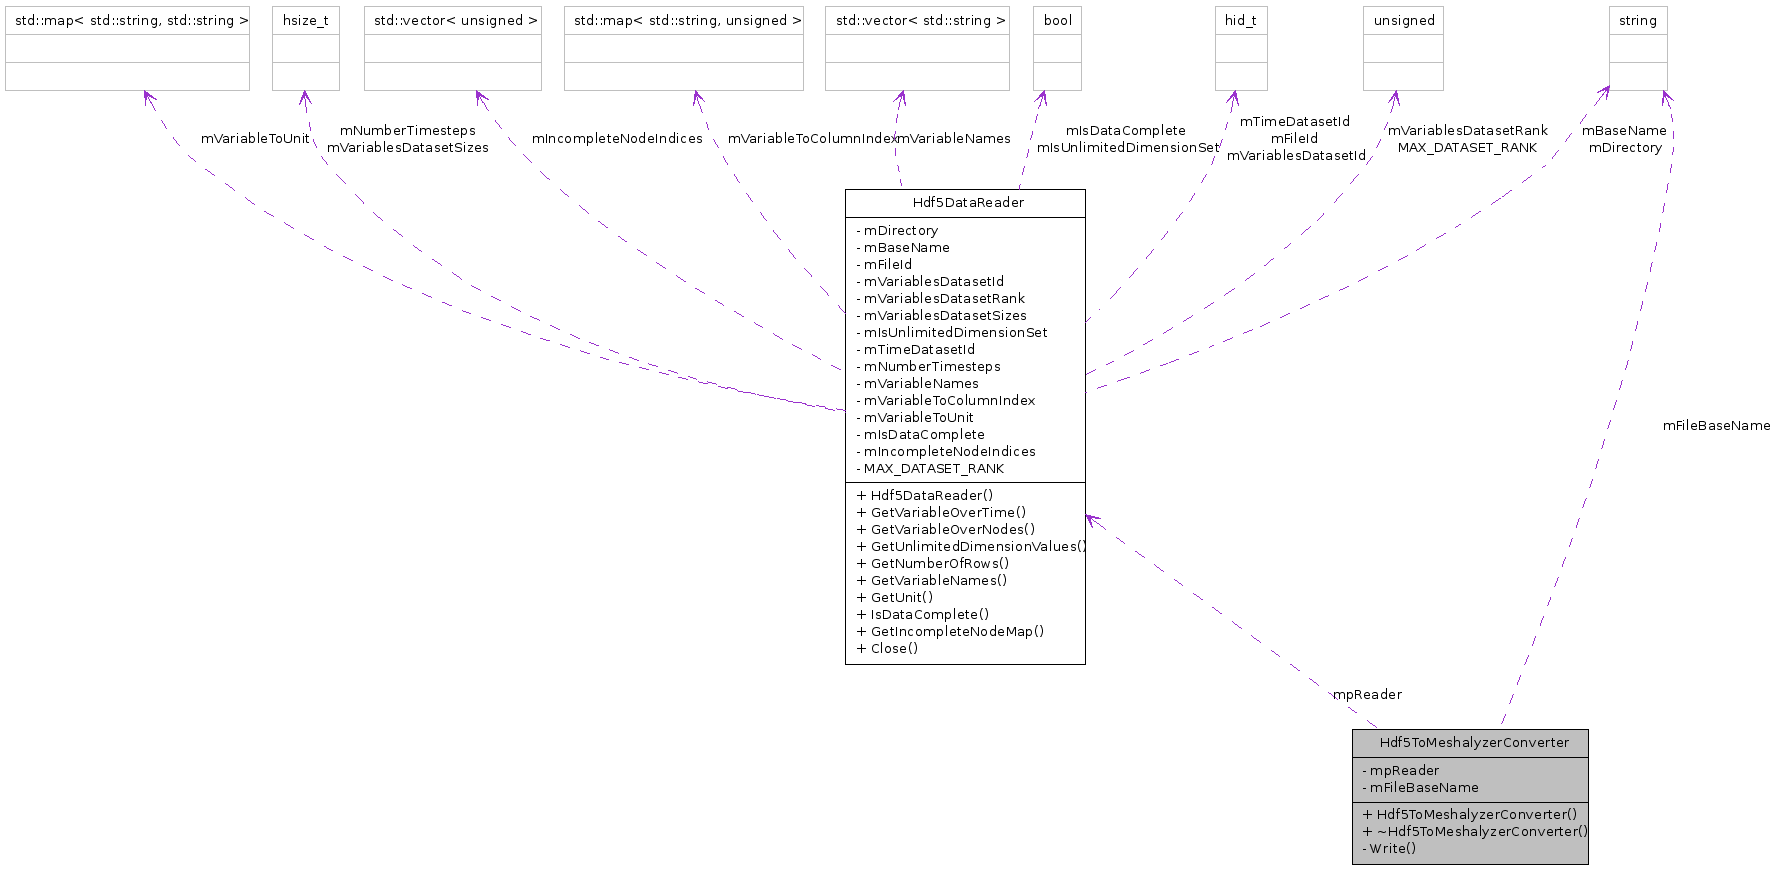 std::map< std::string, std::string >
hsize_t
std::vector< unsigned >
std::map< std::string, unsigned >
std::vector< std::string >
bool
hid_t
unsigned
string
mVariableToUnit
mNumberTimesteps
mVariablesDatasetSizes
mIncompleteNodeIndices
mVariableToColumnIndex
mVariableNames
mIsDataComplete
mIsUnlimitedDimensionSet
mTimeDatasetId
mFileId
mVariablesDatasetId
mVariablesDatasetRank
MAX_DATASET_RANK
mBaseName
mDirectory
Hdf5DataReader
- mDirectory
- mBaseName
- mFileId
- mVariablesDatasetId
- mVariablesDatasetRank
- mVariablesDatasetSizes
- mIsUnlimitedDimensionSet
- mTimeDatasetId
- mNumberTimesteps
- mVariableNames
- mVariableToColumnIndex
- mVariableToUnit
- mIsDataComplete
- mIncompleteNodeIndices
- MAX_DATASET_RANK
+ Hdf5DataReader()
+ GetVariableOverTime()
+ GetVariableOverNodes()
+ GetUnlimitedDimensionValues()
+ GetNumberOfRows()
+ GetVariableNames()
+ GetUnit()
+ IsDataComplete()
+ GetIncompleteNodeMap()
+ Close()
mFileBaseName
mpReader
Hdf5ToMeshalyzerConverter
- mpReader
- mFileBaseName
+ Hdf5ToMeshalyzerConverter()
+ ~Hdf5ToMeshalyzerConverter()
- Write()